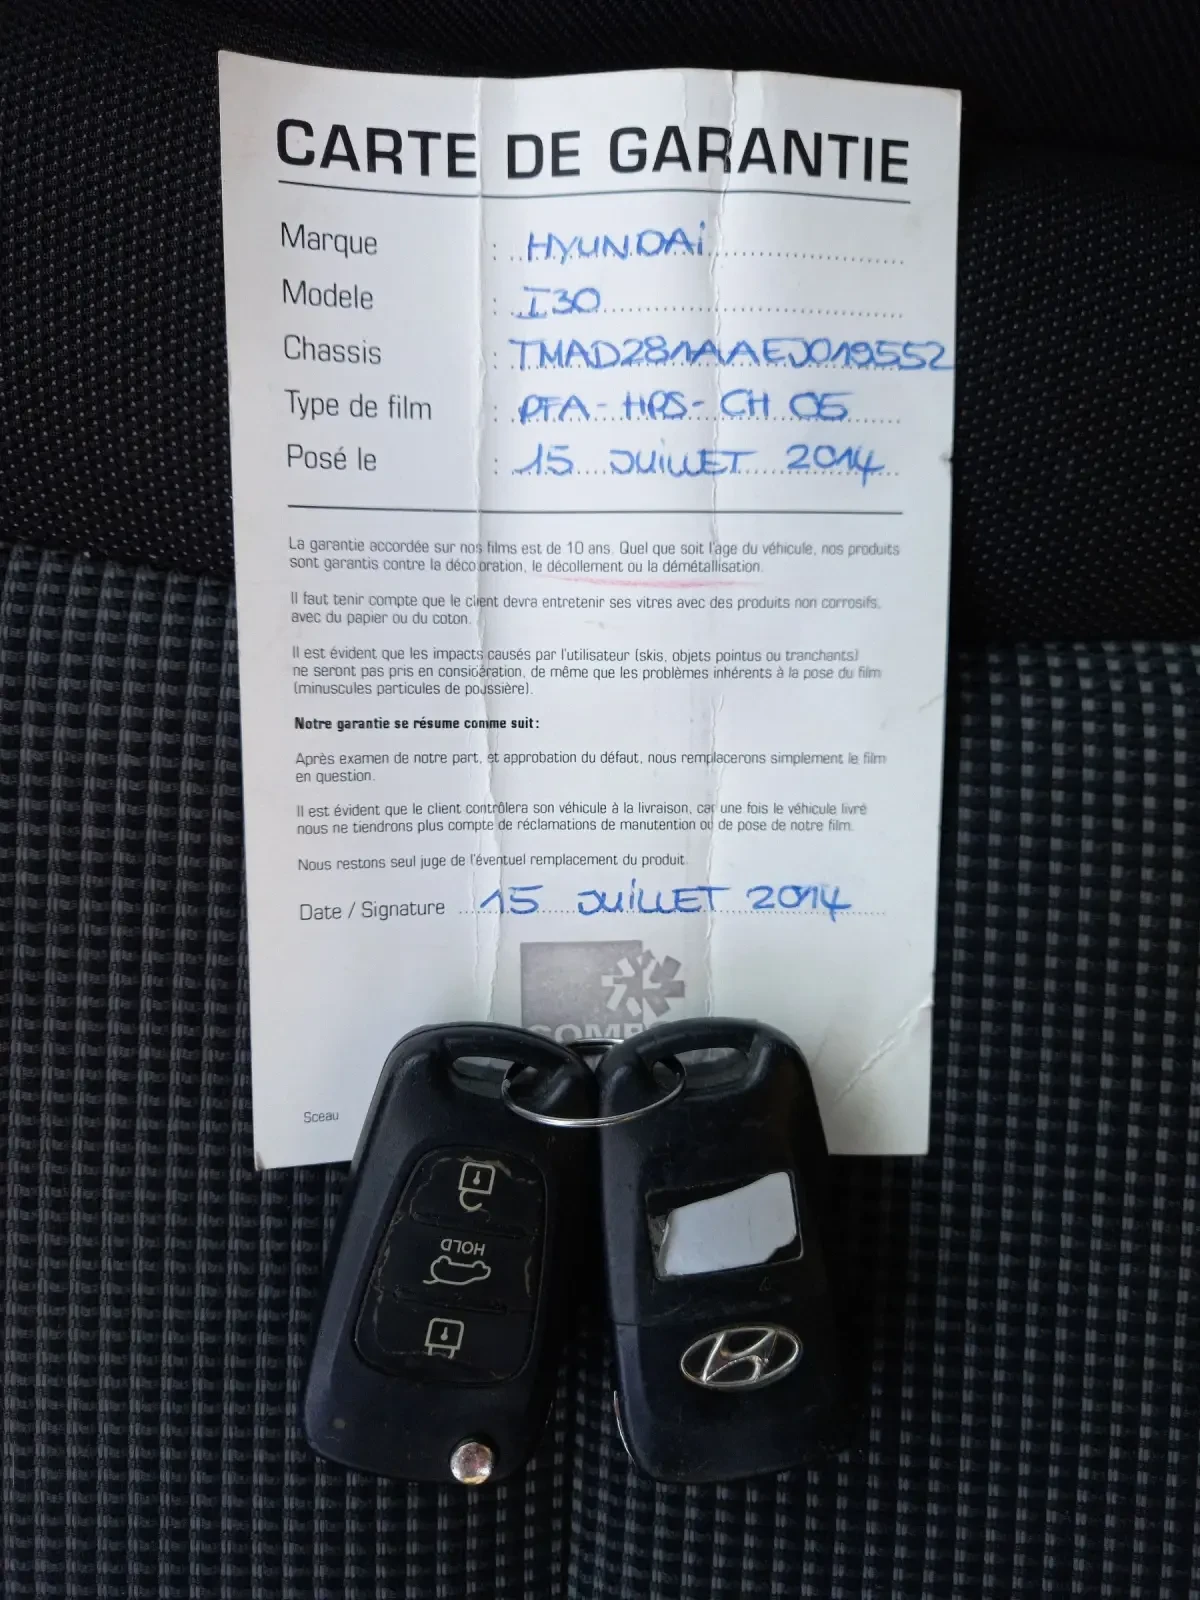 CARTE DE GARANTIE
Marque : HYUNDAi
Modele : I30
Chassis : TMAD281AAEJ019552
Type de film : PFA-HPS-CH 05
Posé le : 15 JUiLLET 2014
La garantie accordée sur nos films est de 10 ans. Quel que soit l'age du véhicule, nos produits
sont garantis contre la décoloration, le décollement ou la démétallisation.
Il faut tenir compte que le client devra entretenir ses vitres avec des produits non corrosifs,
avec du papier ou du coton.
Il est évident que les impacts causés par l'utilisateur (skis, objets pointus ou tranchants)
ne seront pas pris en considération, de même que les problèmes inhérents à la pose du film
(minuscules particules de poussière).
Notre garantie se résume comme suit:
Après examen de notre part, et approbation du défaut, nous remplacerons simplement le film
en question.
Il est évident que le client contrôlera son véhicule à la livraison, car une fois le véhicule livré
nous ne tiendrons plus compte de réclamations de manutention ou de pose de notre film.
Nous restons seul juge de l'éventuel remplacement du produit.
Date / Signature 15 JUiLLET 2014
Sceau
HOLD